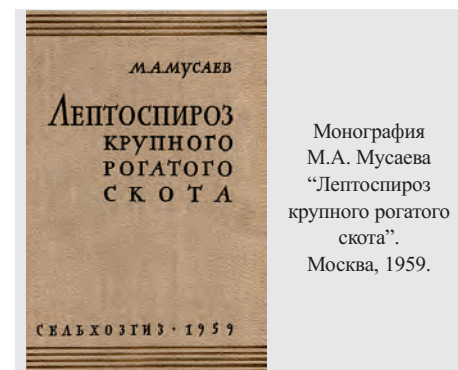 М.А.МУСАЕВ
ЛЕПТОСПИРОЗ
КРУПНОГО
РОГАТОГО
СКОТА
СЕЛЬХОЗГИЗ · 1959
Монография
М.А. Мусаева
“Лептоспироз
крупного рогатого
скота”.
Москва, 1959.